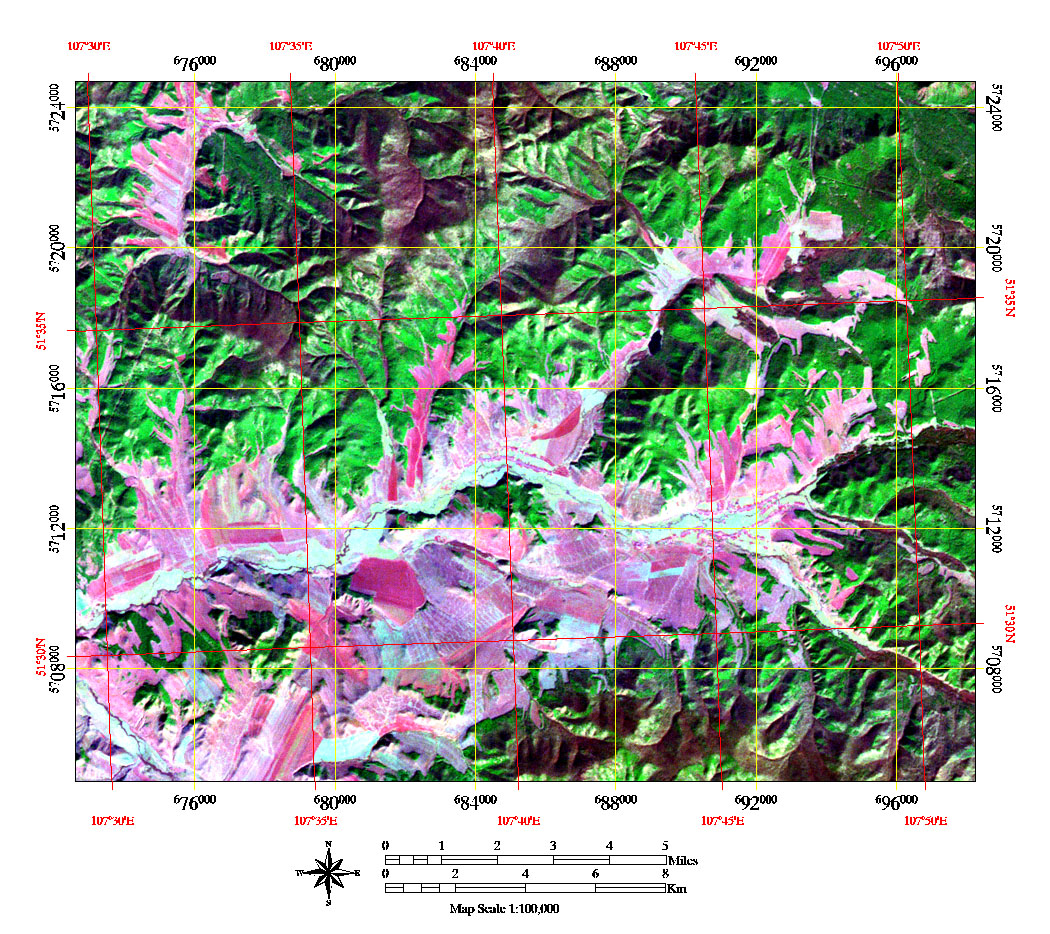 107°30'E 107°35'E 107°40'E 107°45'E 107°50'E
676000 680000 684000 688000 692000 696000
5724000 5724000
5720000 5720000
51°35'N 51°35'N
5716000 5716000
5712000 5712000
51°30'N 51°30'N
5708000 5708000
676000 680000 684000 688000 692000 696000
107°30'E 107°35'E 107°40'E 107°45'E 107°50'E
N
W E
S
0 1 2 3 4 5
Miles
0 2 4 6 8
Km
Map Scale 1:100,000